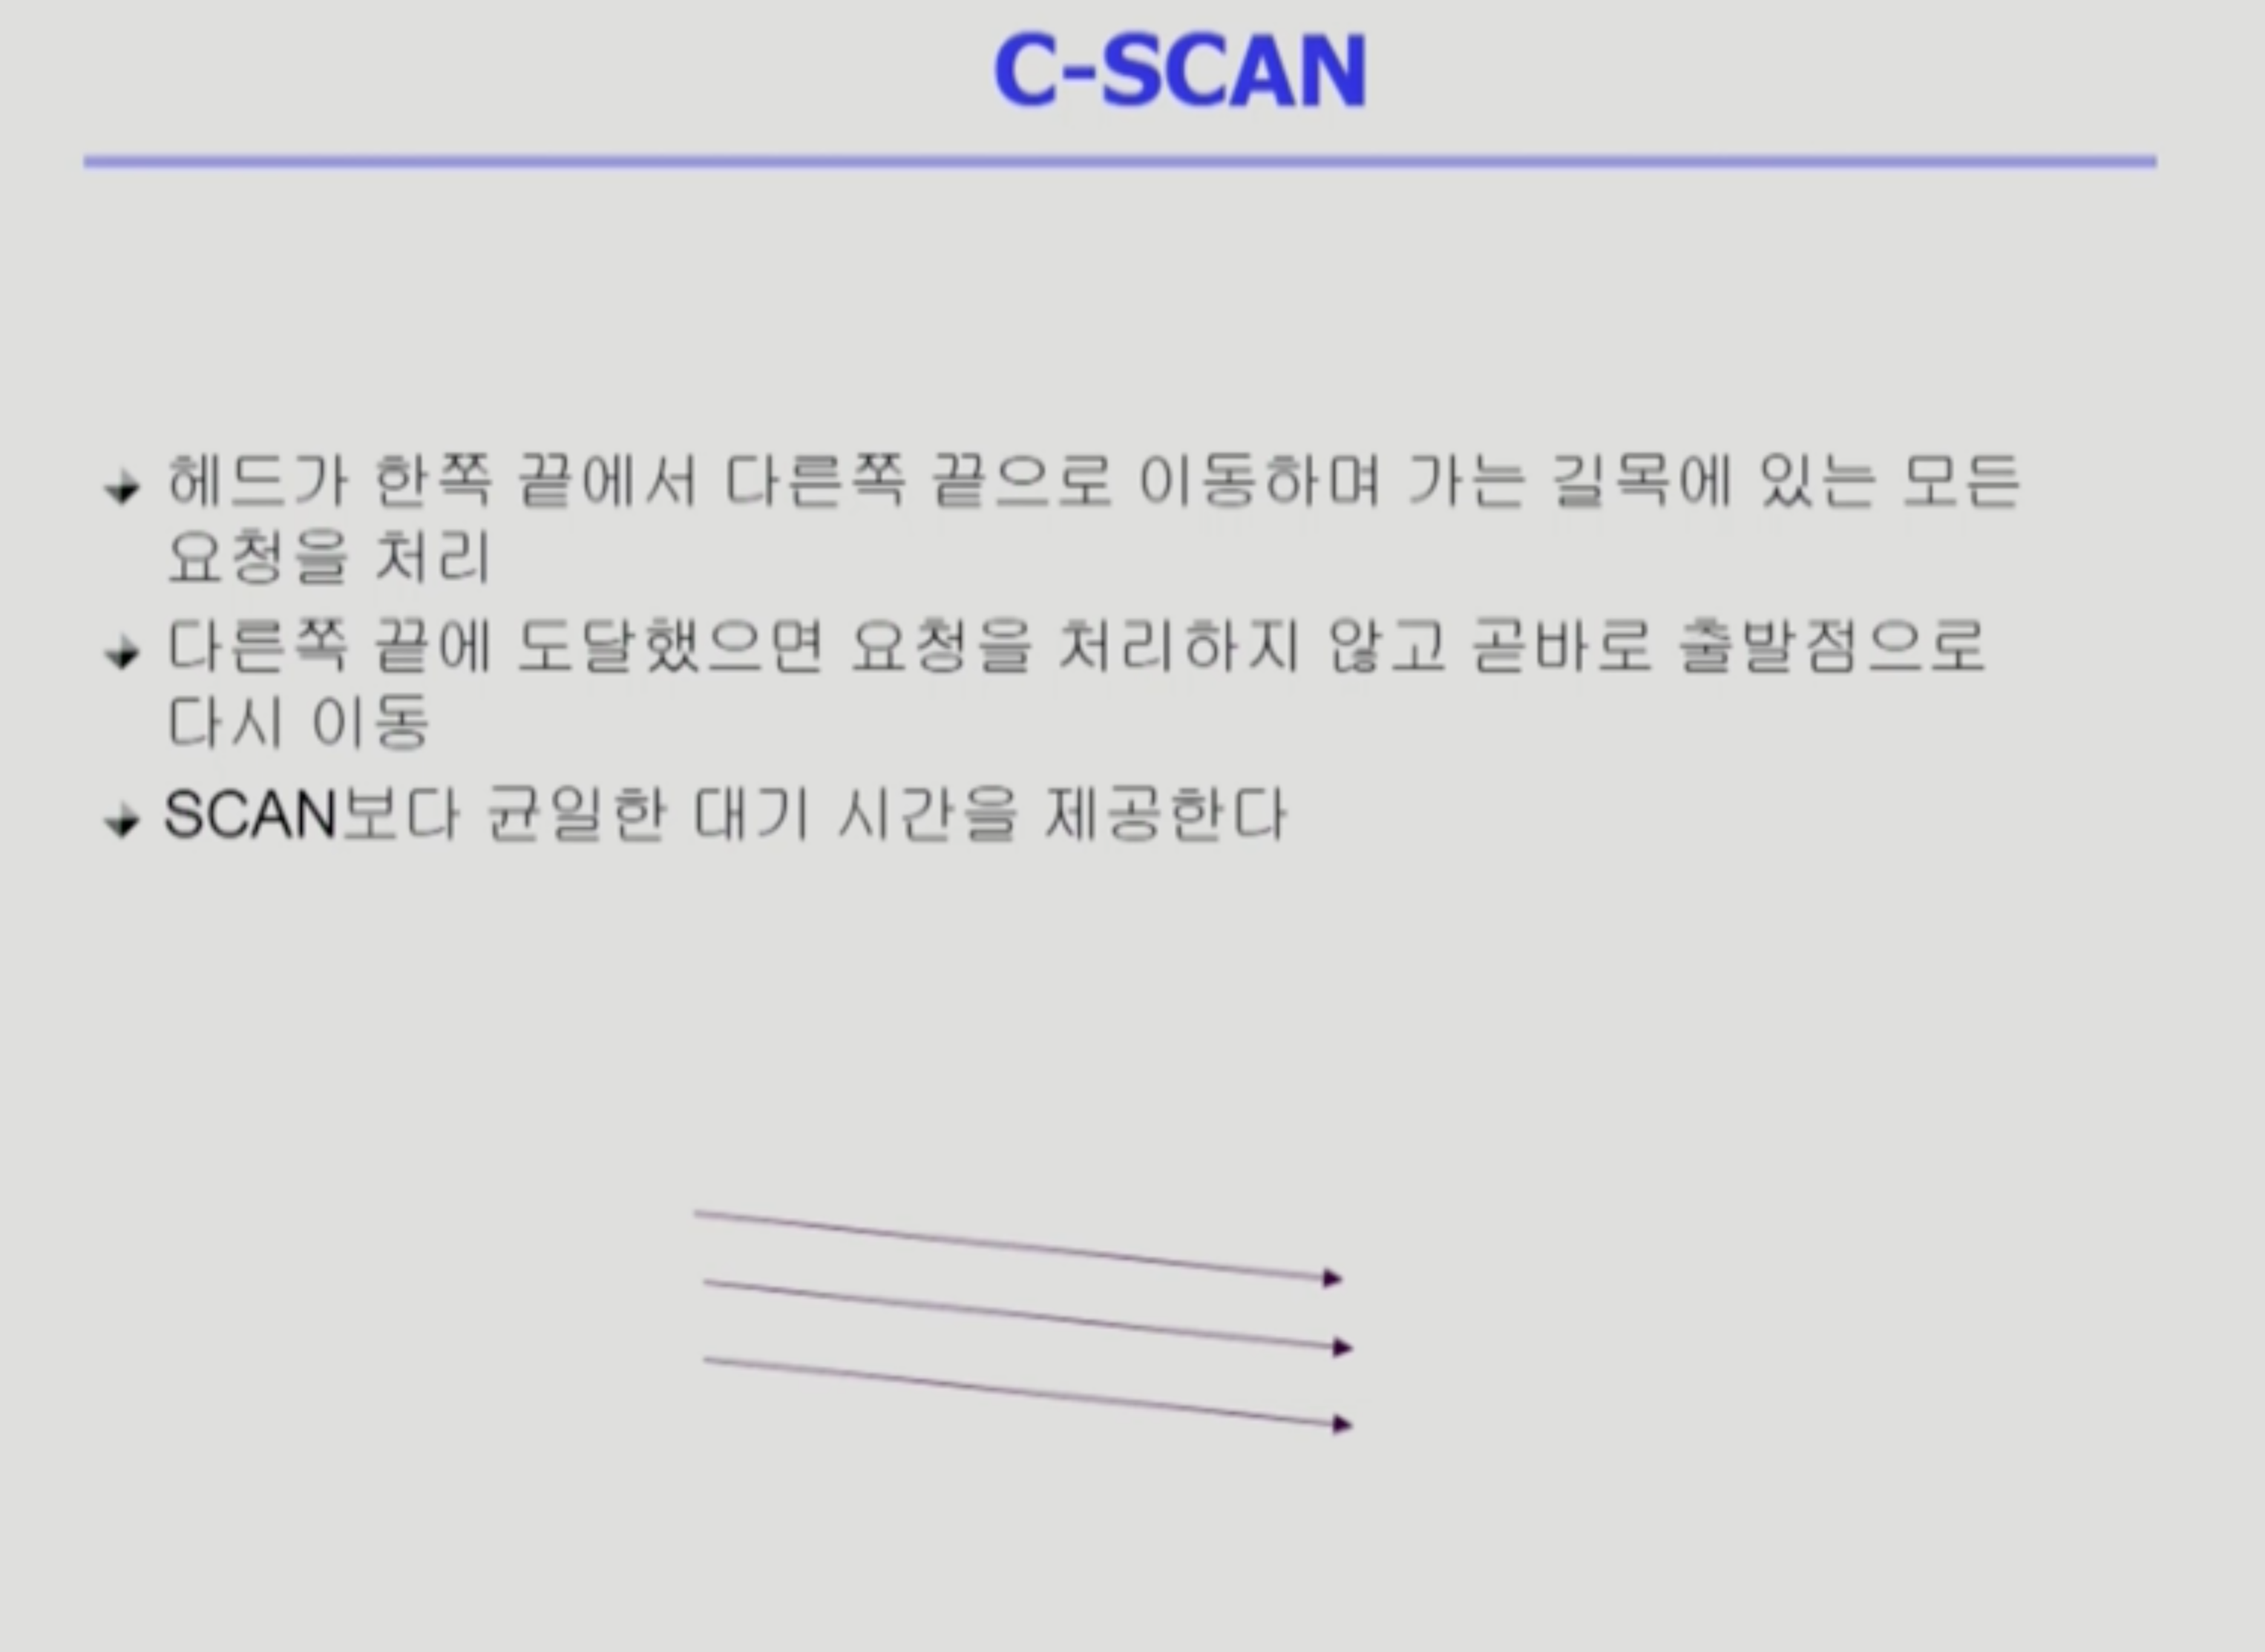 C-SCAN
헤드가 한쪽 끝에서 다른쪽 끝으로 이동하며 가는 길목에 있는 모든
요청을 처리
다른쪽 끝에 도달했으면 요청을 처리하지 않고 곧바로 출발점으로
다시 이동
SCAN보다 균일한 대기 시간을 제공한다